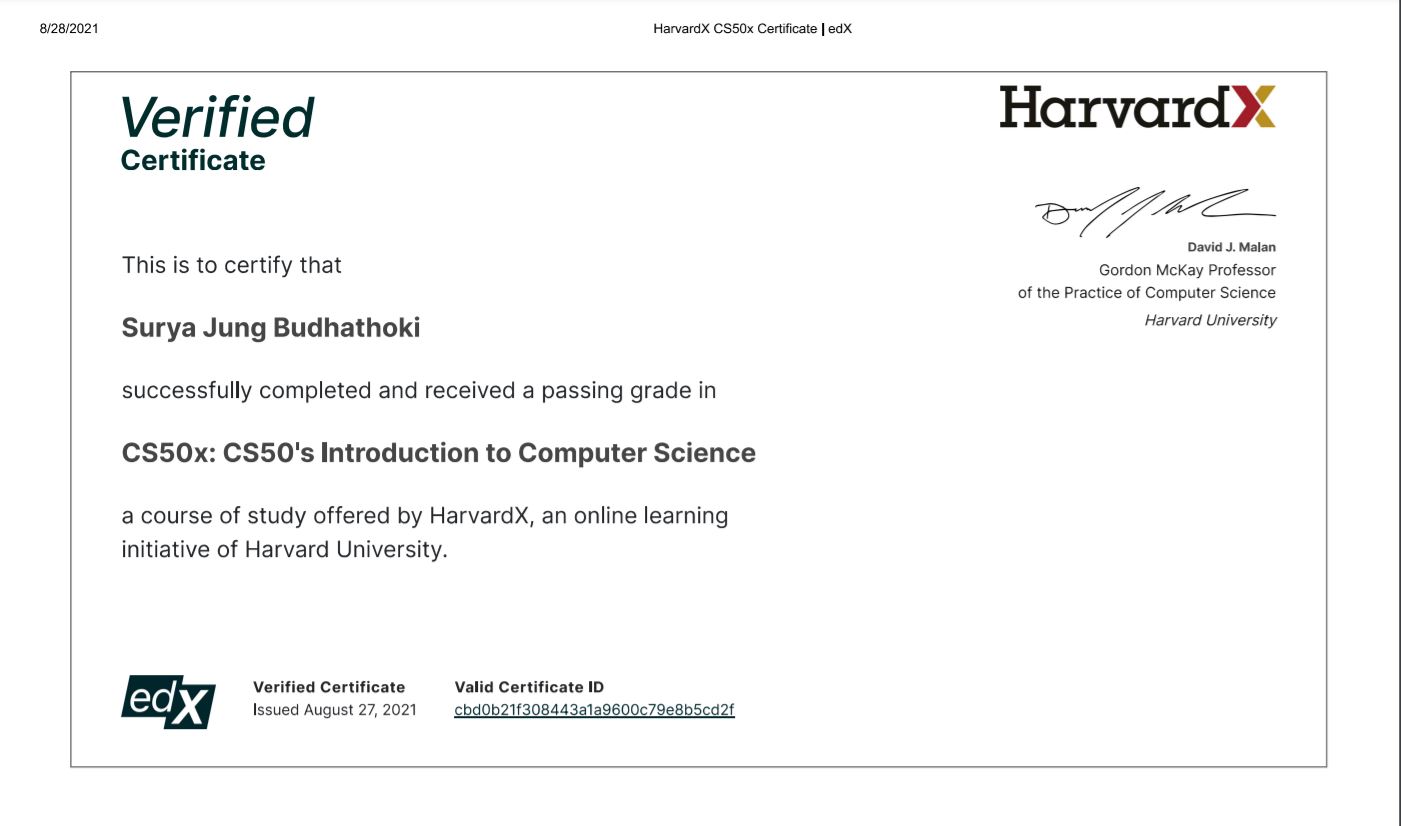 8/28/2021
HarvardX CS50x Certificate | edX
Verified
Certificate
HarvardX
David J. Malan
Gordon McKay Professor
of the Practice of Computer Science
Harvard University
This is to certify that
Surya Jung Budhathoki
successfully completed and received a passing grade in
CS50x: CS50's Introduction to Computer Science
a course of study offered by HarvardX, an online learning
initiative of Harvard University.
edX
Verified Certificate
Issued August 27, 2021
Valid Certificate ID
cbd0b21f308443a1a9600c79e8b5cd2f